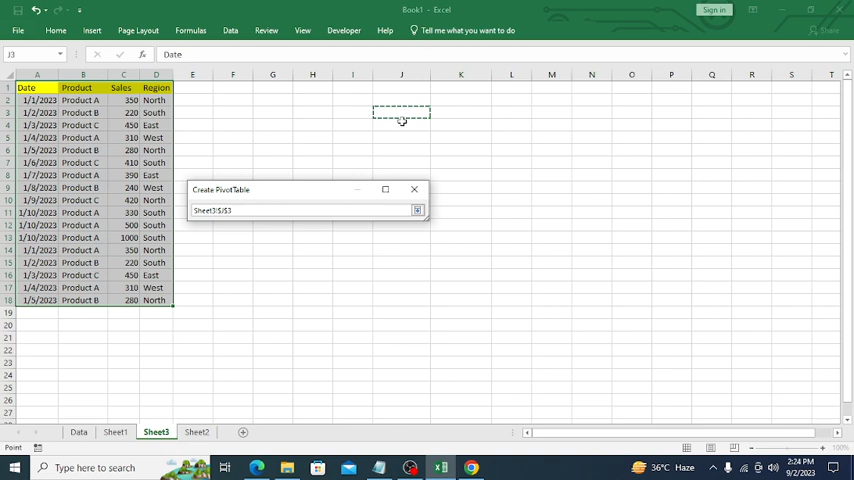 Book1 - Excel
Sign in
File Home Insert Page Layout Formulas Data Review View Developer Help Tell me what you want to do Share
J3 fx Date
A B C D E F G H I J K L M N O P Q R S T
1 Date Product Sales Region
2 1/1/2023 Product A 350 North
3 1/2/2023 Product B 220 South
4 1/3/2023 Product C 450 East
5 1/4/2023 Product A 310 West
6 1/5/2023 Product B 280 North
7 1/6/2023 Product C 410 South
8 1/7/2023 Product A 390 East
9 1/8/2023 Product B 240 West
10 1/9/2023 Product C 420 North
11 1/10/2023 Product A 330 South
12 1/10/2023 Product A 500 South
13 1/10/2023 Product A 1000 South
14 1/1/2023 Product A 350 North
15 1/2/2023 Product B 220 South
16 1/3/2023 Product C 450 East
17 1/4/2023 Product A 310 West
18 1/5/2023 Product B 280 North
19
20
21
22
23
24
25
26
27
Create PivotTable
Sheet3!$J$3
Data Sheet1 Sheet3 Sheet2
Point 100%
Type here to search
36°C Haze
2:24 PM
9/2/2023